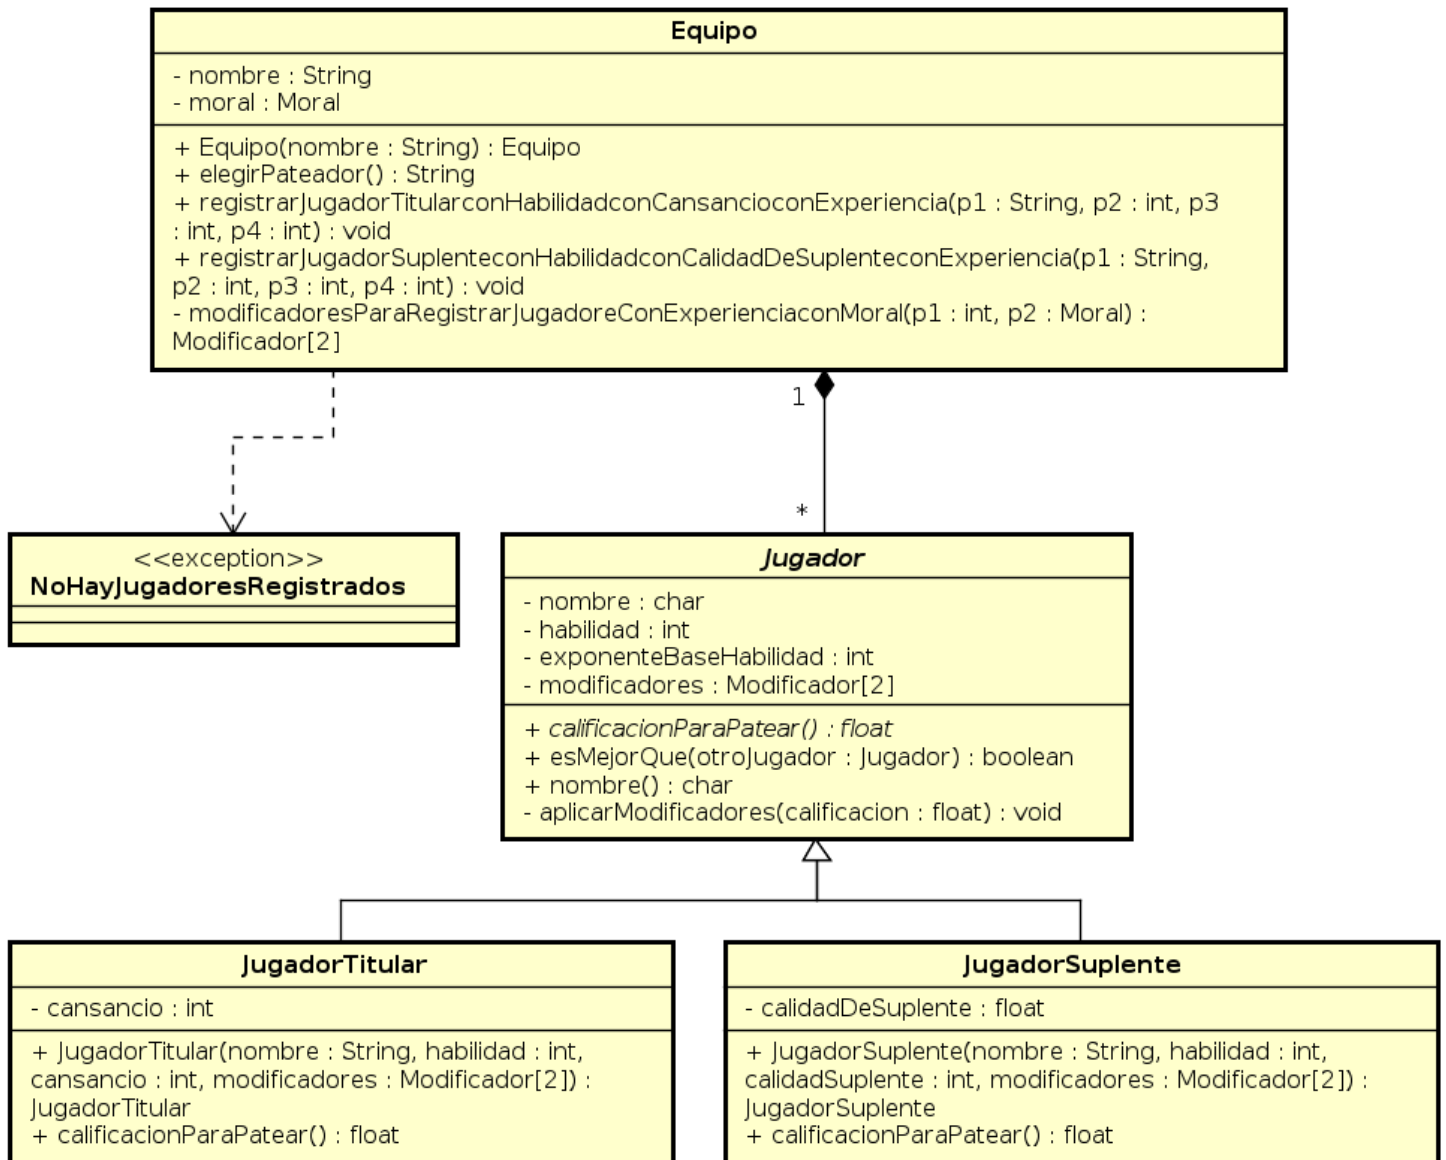 Equipo
- nombre : String
- moral : Moral
+ Equipo(nombre : String) : Equipo
+ elegirPateador() : String
+ registrarJugadorTitularconHabilidadconCansancioconExperiencia(p1 : String, p2 : int, p3
: int, p4 : int) : void
+ registrarJugadorSuplenteconHabilidadconCalidadDeSuplenteconExperiencia(p1 : String,
p2 : int, p3 : int, p4 : int) : void
- modificadoresParaRegistrarJugadoreConExperienciaconMoral(p1 : int, p2 : Moral) :
Modificador[2]
1
*
<<exception>>
NoHayJugadoresRegistrados
Jugador
- nombre : char
- habilidad : int
- exponenteBaseHabilidad : int
- modificadores : Modificador[2]
+ calificacionParaPatear() : float
+ esMejorQue(otroJugador : Jugador) : boolean
+ nombre() : char
- aplicarModificadores(calificacion : float) : void
JugadorTitular
- cansancio : int
+ JugadorTitular(nombre : String, habilidad : int,
cansancio : int, modificadores : Modificador[2]) :
JugadorTitular
+ calificacionParaPatear() : float
JugadorSuplente
- calidadDeSuplente : float
+ JugadorSuplente(nombre : String, habilidad : int,
calidadSuplente : int, modificadores : Modificador[2]) :
JugadorSuplente
+ calificacionParaPatear() : float